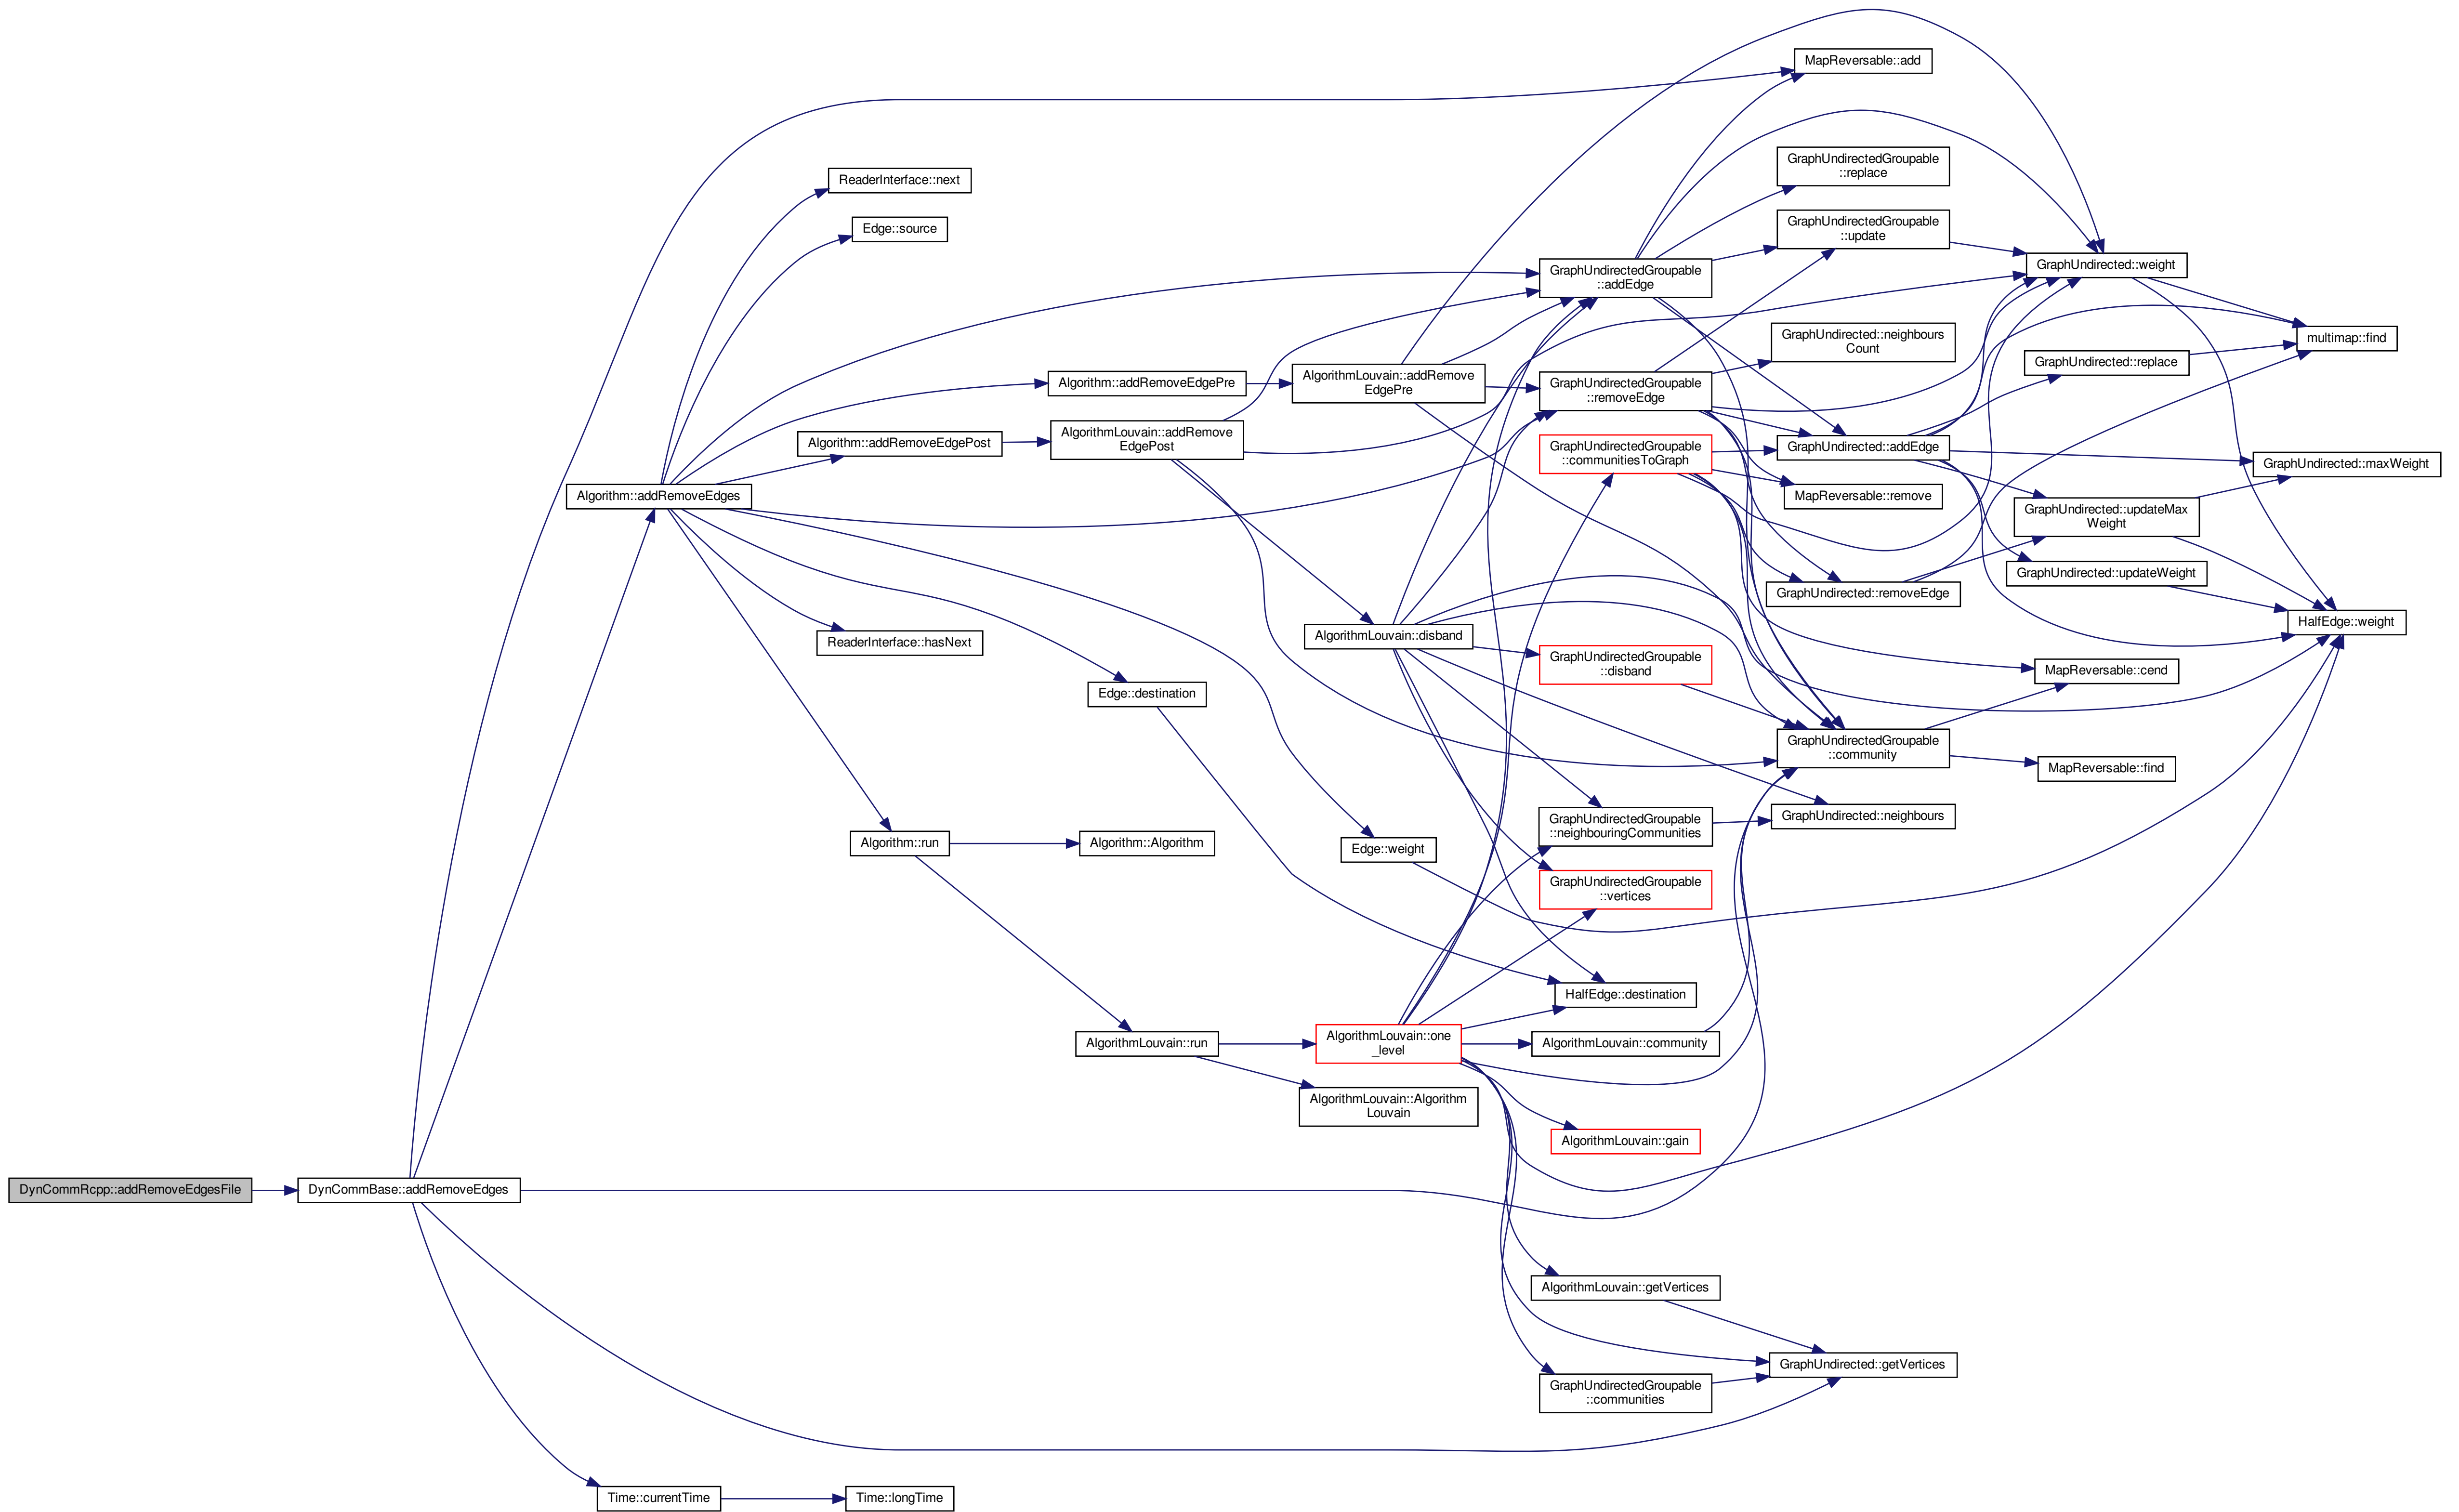 MapReversable::add
ReaderInterface::next
GraphUndirectedGroupable
::replace
Edge::source
GraphUndirectedGroupable
::update
GraphUndirectedGroupable
::addEdge
GraphUndirected::weight
GraphUndirected::neighbours
Count
multimap::find
GraphUndirected::replace
Algorithm::addRemoveEdgePre
AlgorithmLouvain::addRemove
EdgePre
GraphUndirectedGroupable
::removeEdge
Algorithm::addRemoveEdgePost
AlgorithmLouvain::addRemove
EdgePost
GraphUndirectedGroupable
::communitiesToGraph
GraphUndirected::addEdge
GraphUndirected::maxWeight
Algorithm::addRemoveEdges
MapReversable::remove
GraphUndirected::updateMax
Weight
GraphUndirected::updateWeight
GraphUndirected::removeEdge
HalfEdge::weight
ReaderInterface::hasNext
AlgorithmLouvain::disband
GraphUndirectedGroupable
::disband
MapReversable::cend
Edge::destination
GraphUndirectedGroupable
::community
MapReversable::find
GraphUndirectedGroupable
::neighbouringCommunities
GraphUndirected::neighbours
Algorithm::run
Algorithm::Algorithm
Edge::weight
GraphUndirectedGroupable
::vertices
HalfEdge::destination
AlgorithmLouvain::run
AlgorithmLouvain::one
_level
AlgorithmLouvain::community
AlgorithmLouvain::Algorithm
Louvain
AlgorithmLouvain::gain
DynCommRcpp::addRemoveEdgesFile
DynCommBase::addRemoveEdges
AlgorithmLouvain::getVertices
GraphUndirected::getVertices
GraphUndirectedGroupable
::communities
Time::currentTime
Time::longTime